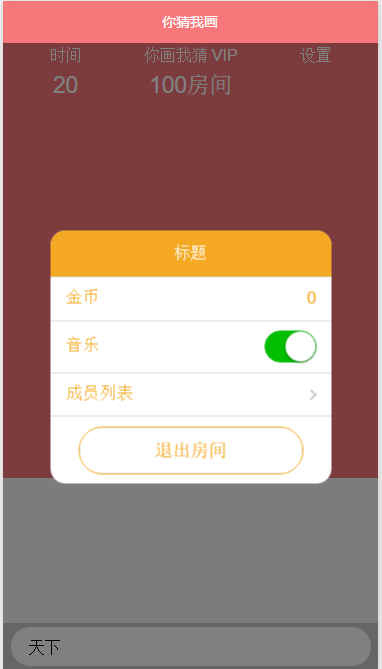 你猜我画
时间 你画我猜 VIP 设置
20 100房间
标题
金币 0
音乐
成员列表
退出房间
天下